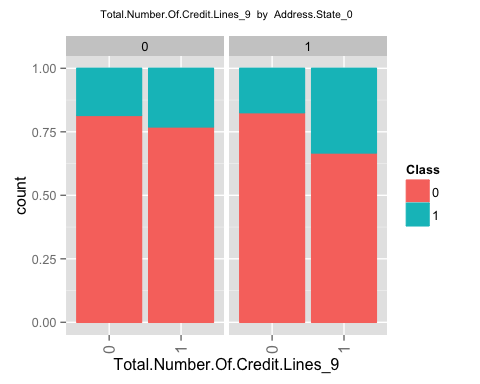 Total.Number.Of.Credit.Lines_9 by Address.State_0
0 1
1.00
0.75
0.50
0.25
0.00
count
0 1 0 1
Total.Number.Of.Credit.Lines_9
Class
0
1